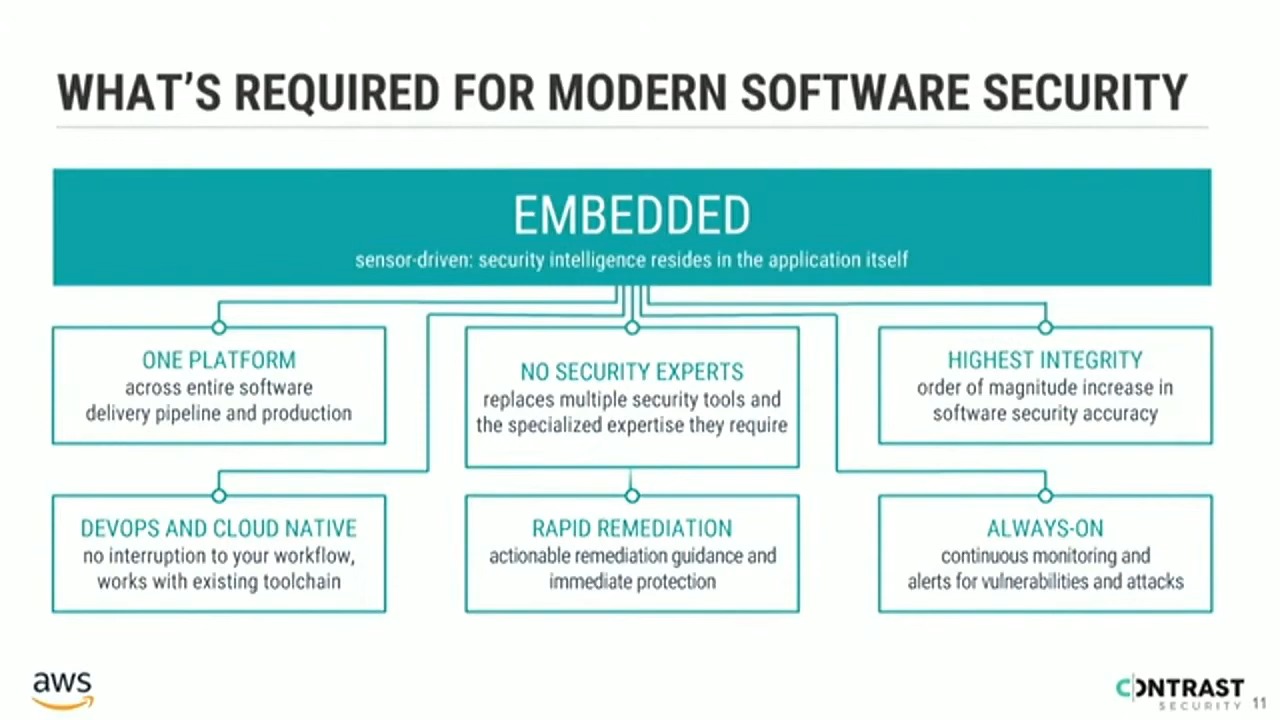 WHAT'S REQUIRED FOR MODERN SOFTWARE SECURITY
EMBEDDED
sensor-driven: security intelligence resides in the application itself
ONE PLATFORM
across entire software
delivery pipeline and production
NO SECURITY EXPERTS
replaces multiple security tools and
the specialized expertise they require
HIGHEST INTEGRITY
order of magnitude increase in
software security accuracy
DEVOPS AND CLOUD NATIVE
no interruption to your workflow,
works with existing toolchain
RAPID REMEDIATION
actionable remediation guidance and
immediate protection
ALWAYS-ON
continuous monitoring and
alerts for vulnerabilities and attacks
aws
CONTRAST
SECURITY
11